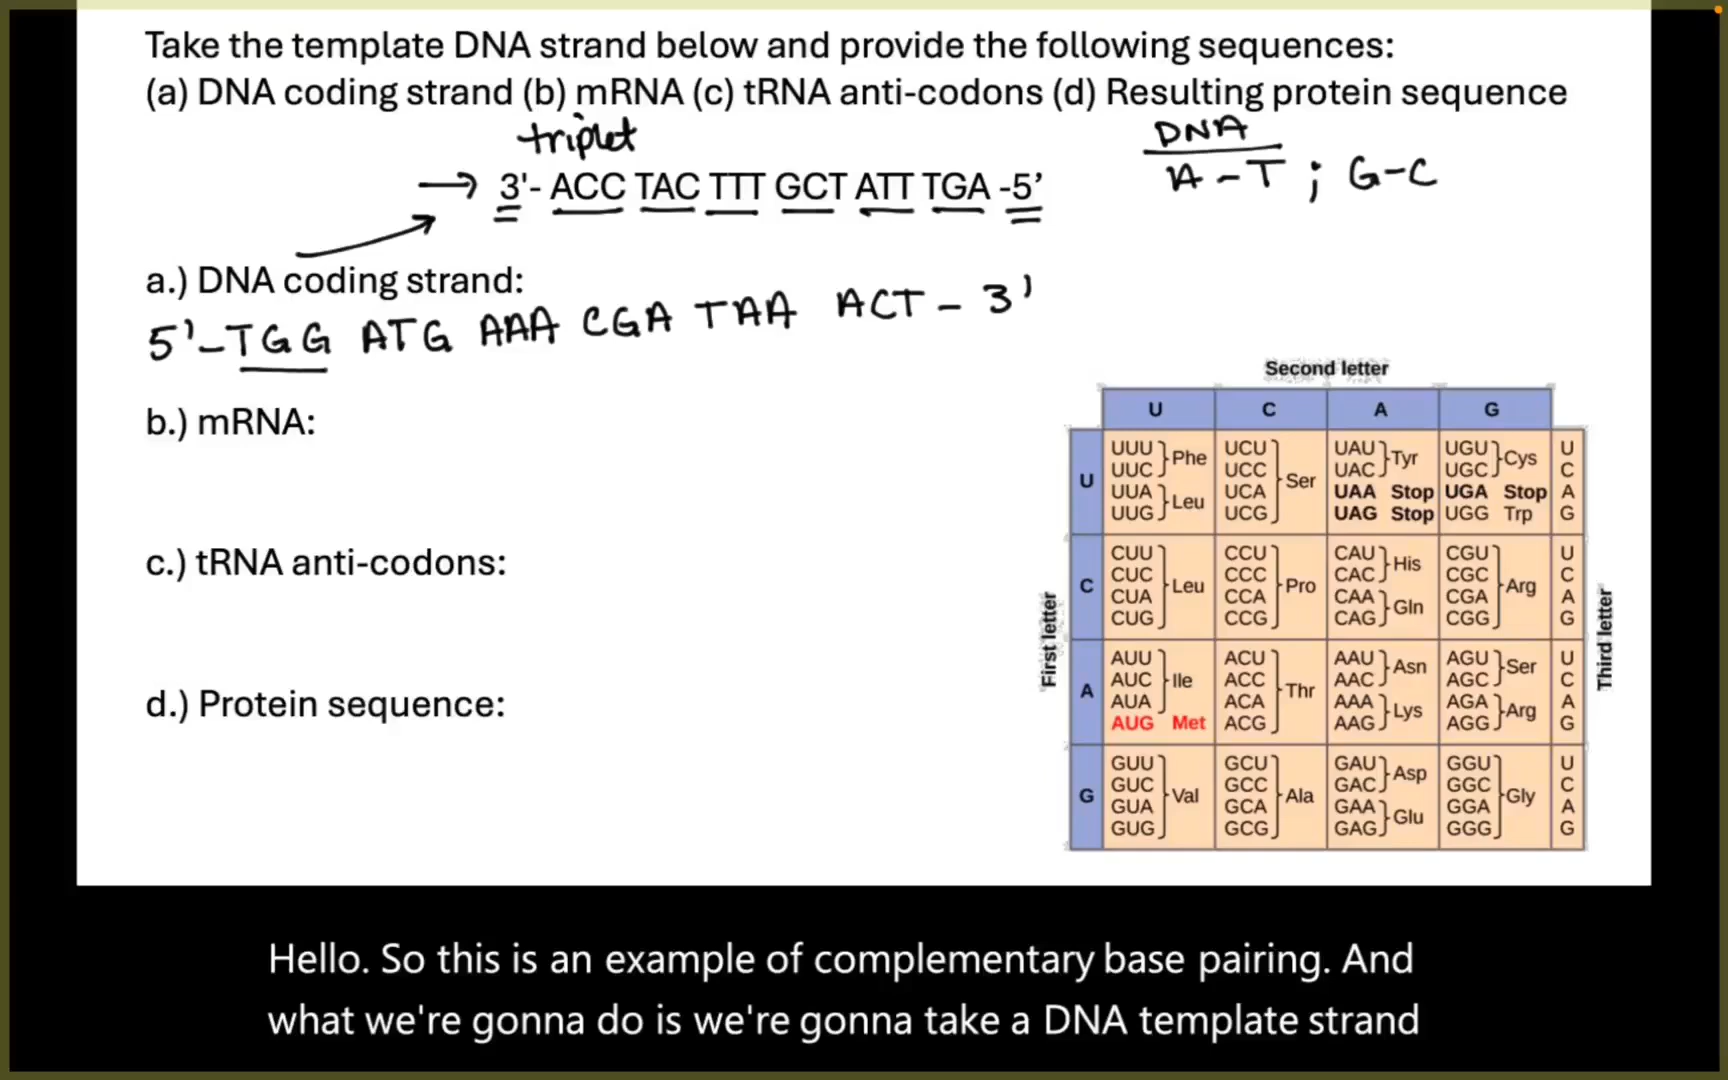 Take the template DNA strand below and provide the following sequences:
(a) DNA coding strand (b) mRNA (c) tRNA anti-codons (d) Resulting protein sequence
triplet
DNA
3'- ACC TAC TTT GCT ATT TGA -5’
A - T ; G - C
a.) DNA coding strand:
5' - TGG ATG AAA CGA TAA ACT - 3'
b.) mRNA:
c.) tRNA anti-codons:
d.) Protein sequence:
Second letter
U C A G
First letter
Third letter
U
UUU UUC Phe
UUA UUG Leu
UCU UCC UCA UCG Ser
UAU UAC Tyr
UAA Stop
UAG Stop
UGU UGC Cys
UGA Stop
UGG Trp
U C A G
C
CUU CUC CUA CUG Leu
CCU CCC CCA CCG Pro
CAU CAC His
CAA CAG Gln
CGU CGC CGA CGG Arg
U C A G
A
AUU AUC AUA Ile
AUG Met
ACU ACC ACA ACG Thr
AAU AAC Asn
AAA AAG Lys
AGU AGC Ser
AGA AGG Arg
U C A G
G
GUU GUC GUA GUG Val
GCU GCC GCA GCG Ala
GAU GAC Asp
GAA GAG Glu
GGU GGC GGA GGG Gly
U C A G
Hello. So this is an example of complementary base pairing. And
what we're gonna do is we're gonna take a DNA template strand